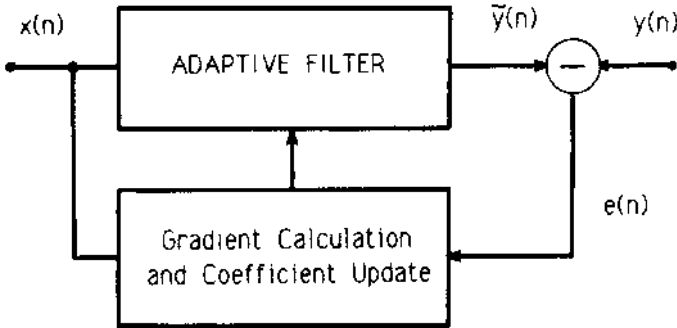 x(n)
ỹ(n)
y(n)
ADAPTIVE FILTER
−
e(n)
Gradient Calculation
and Coefficient Update